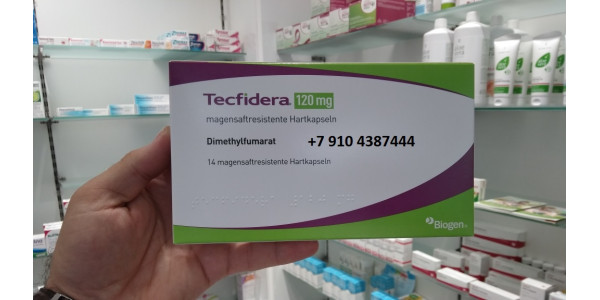 Tecfidera 120 mg
magensaftresistente Hartkapseln
Dimethylfumarat
+7 910 4387444
14 magensaftresistente Hartkapseln
Biogen